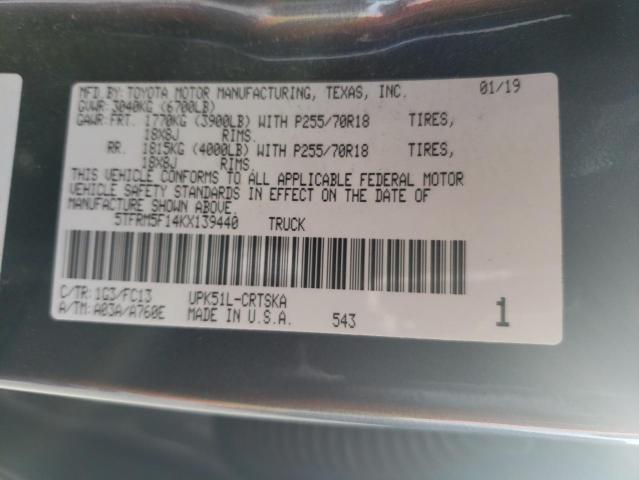 MFD.BY: TOYOTA MOTOR MANUFACTURING, TEXAS, INC. 01/19
GVWR: 3040KG (6700LB)
GAWR: FRT. 1770KG (3900LB) WITH P255/70R18 TIRES,
18X8J RIMS.
RR. 1815KG (4000LB) WITH P255/70R18 TIRES,
18X8J RIMS.
THIS VEHICLE CONFORMS TO ALL APPLICABLE FEDERAL MOTOR
VEHICLE SAFETY STANDARDS IN EFFECT ON THE DATE OF
MANUFACTURE SHOWN ABOVE.
5TFRM5F14KX139440 TRUCK
C/TR: 1G3/FC13 UPK51L-CRTSKA
A/TM: A03A/A760E MADE IN U.S.A. 543 1